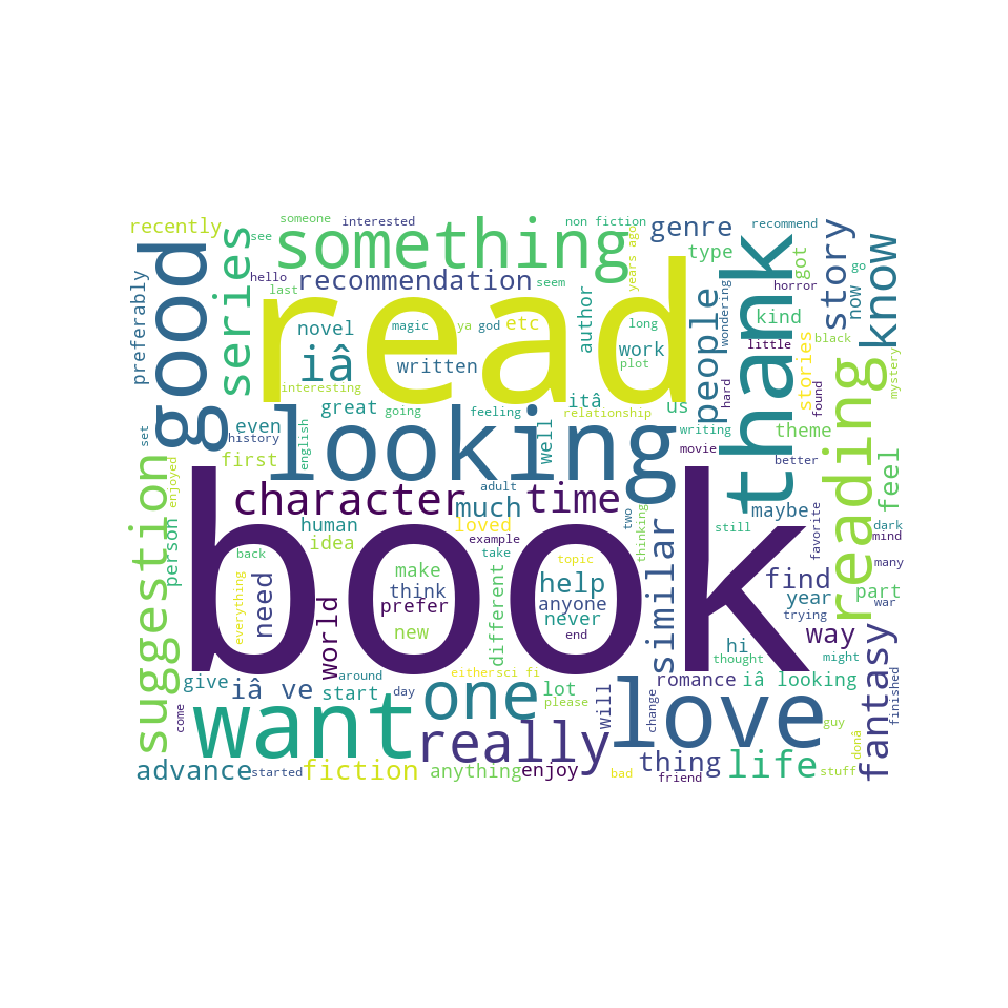 someone
interested
non fiction
recommend
recently
something
genre
see
hello
last
recommendation
seem
years ago
type
got
story
know
go
now
horror
preferably
good
series
read
thank
wondering
novel
magic
ya
god
etc
author
long
work
plot
people
kind
little
black
mystery
iâ
written
interesting
great
going
feeling
itâ
relationship
us
hard
stories
found
reading
set
even
history
first
english
looking
well
writing
movie
theme
better
feel
suggestion
enjoyed
character
adult
much
time
two
thinking
similar
still
maybe
favorite
dark
mind
many
person
human
idea
loved
example
take
back
book
topic
everything
need
make
think
prefer
new
different
help
anyone
never
end
find
year
trying
part
war
world
way
hi
thought
might
fantasy
finished
give
iâ ve
around
start
day
eithersci fi
lot
please
one
will
change
romance
iâ looking
love
come
want
really
guy
donâ
advance
started
fiction
anything
enjoy
bad
thing
friend
life
stuff